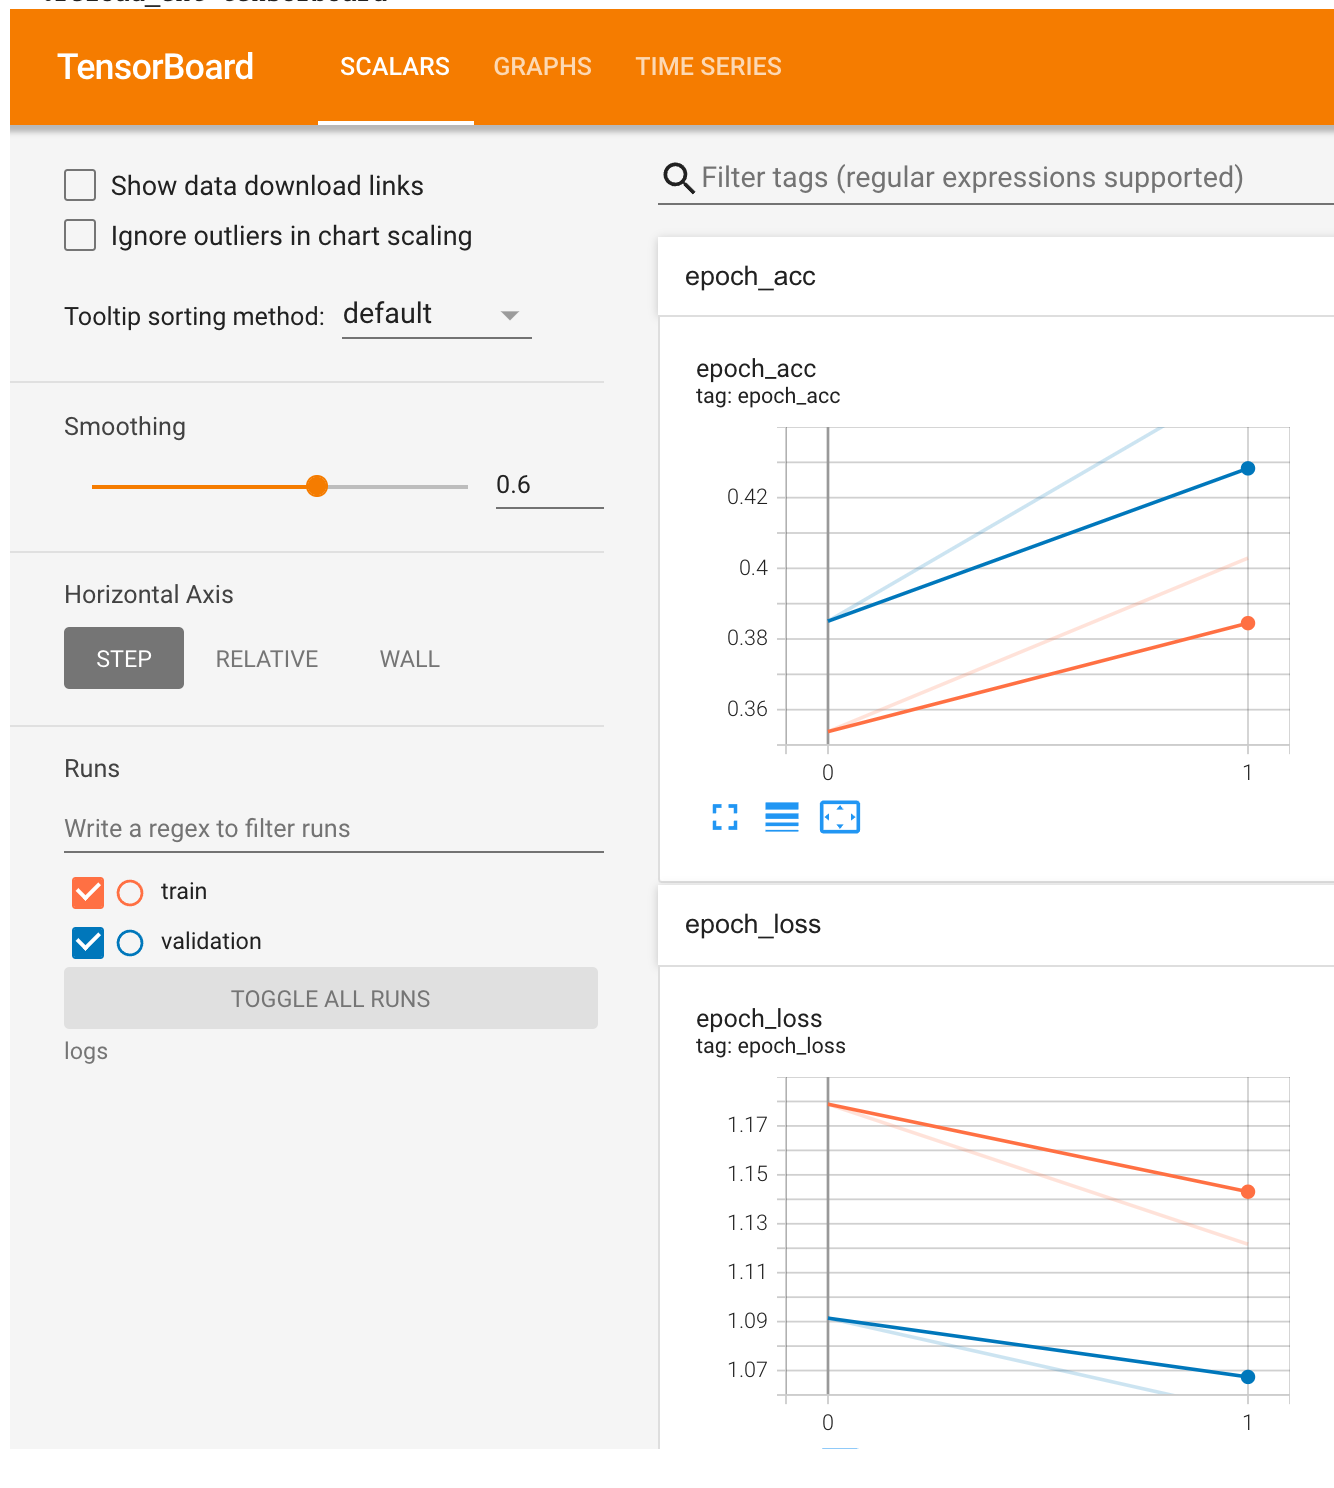 TensorBoard SCALARS GRAPHS TIME SERIES
Show data download links
Ignore outliers in chart scaling
Tooltip sorting method: default
Smoothing
0.6
Horizontal Axis
STEP RELATIVE WALL
Runs
Write a regex to filter runs
train
validation
TOGGLE ALL RUNS
logs
Filter tags (regular expressions supported)
epoch_acc
epoch_acc
tag: epoch_acc
0.42
0.4
0.38
0.36
0 1
epoch_loss
epoch_loss
tag: epoch_loss
1.17
1.15
1.13
1.11
1.09
1.07
0 1